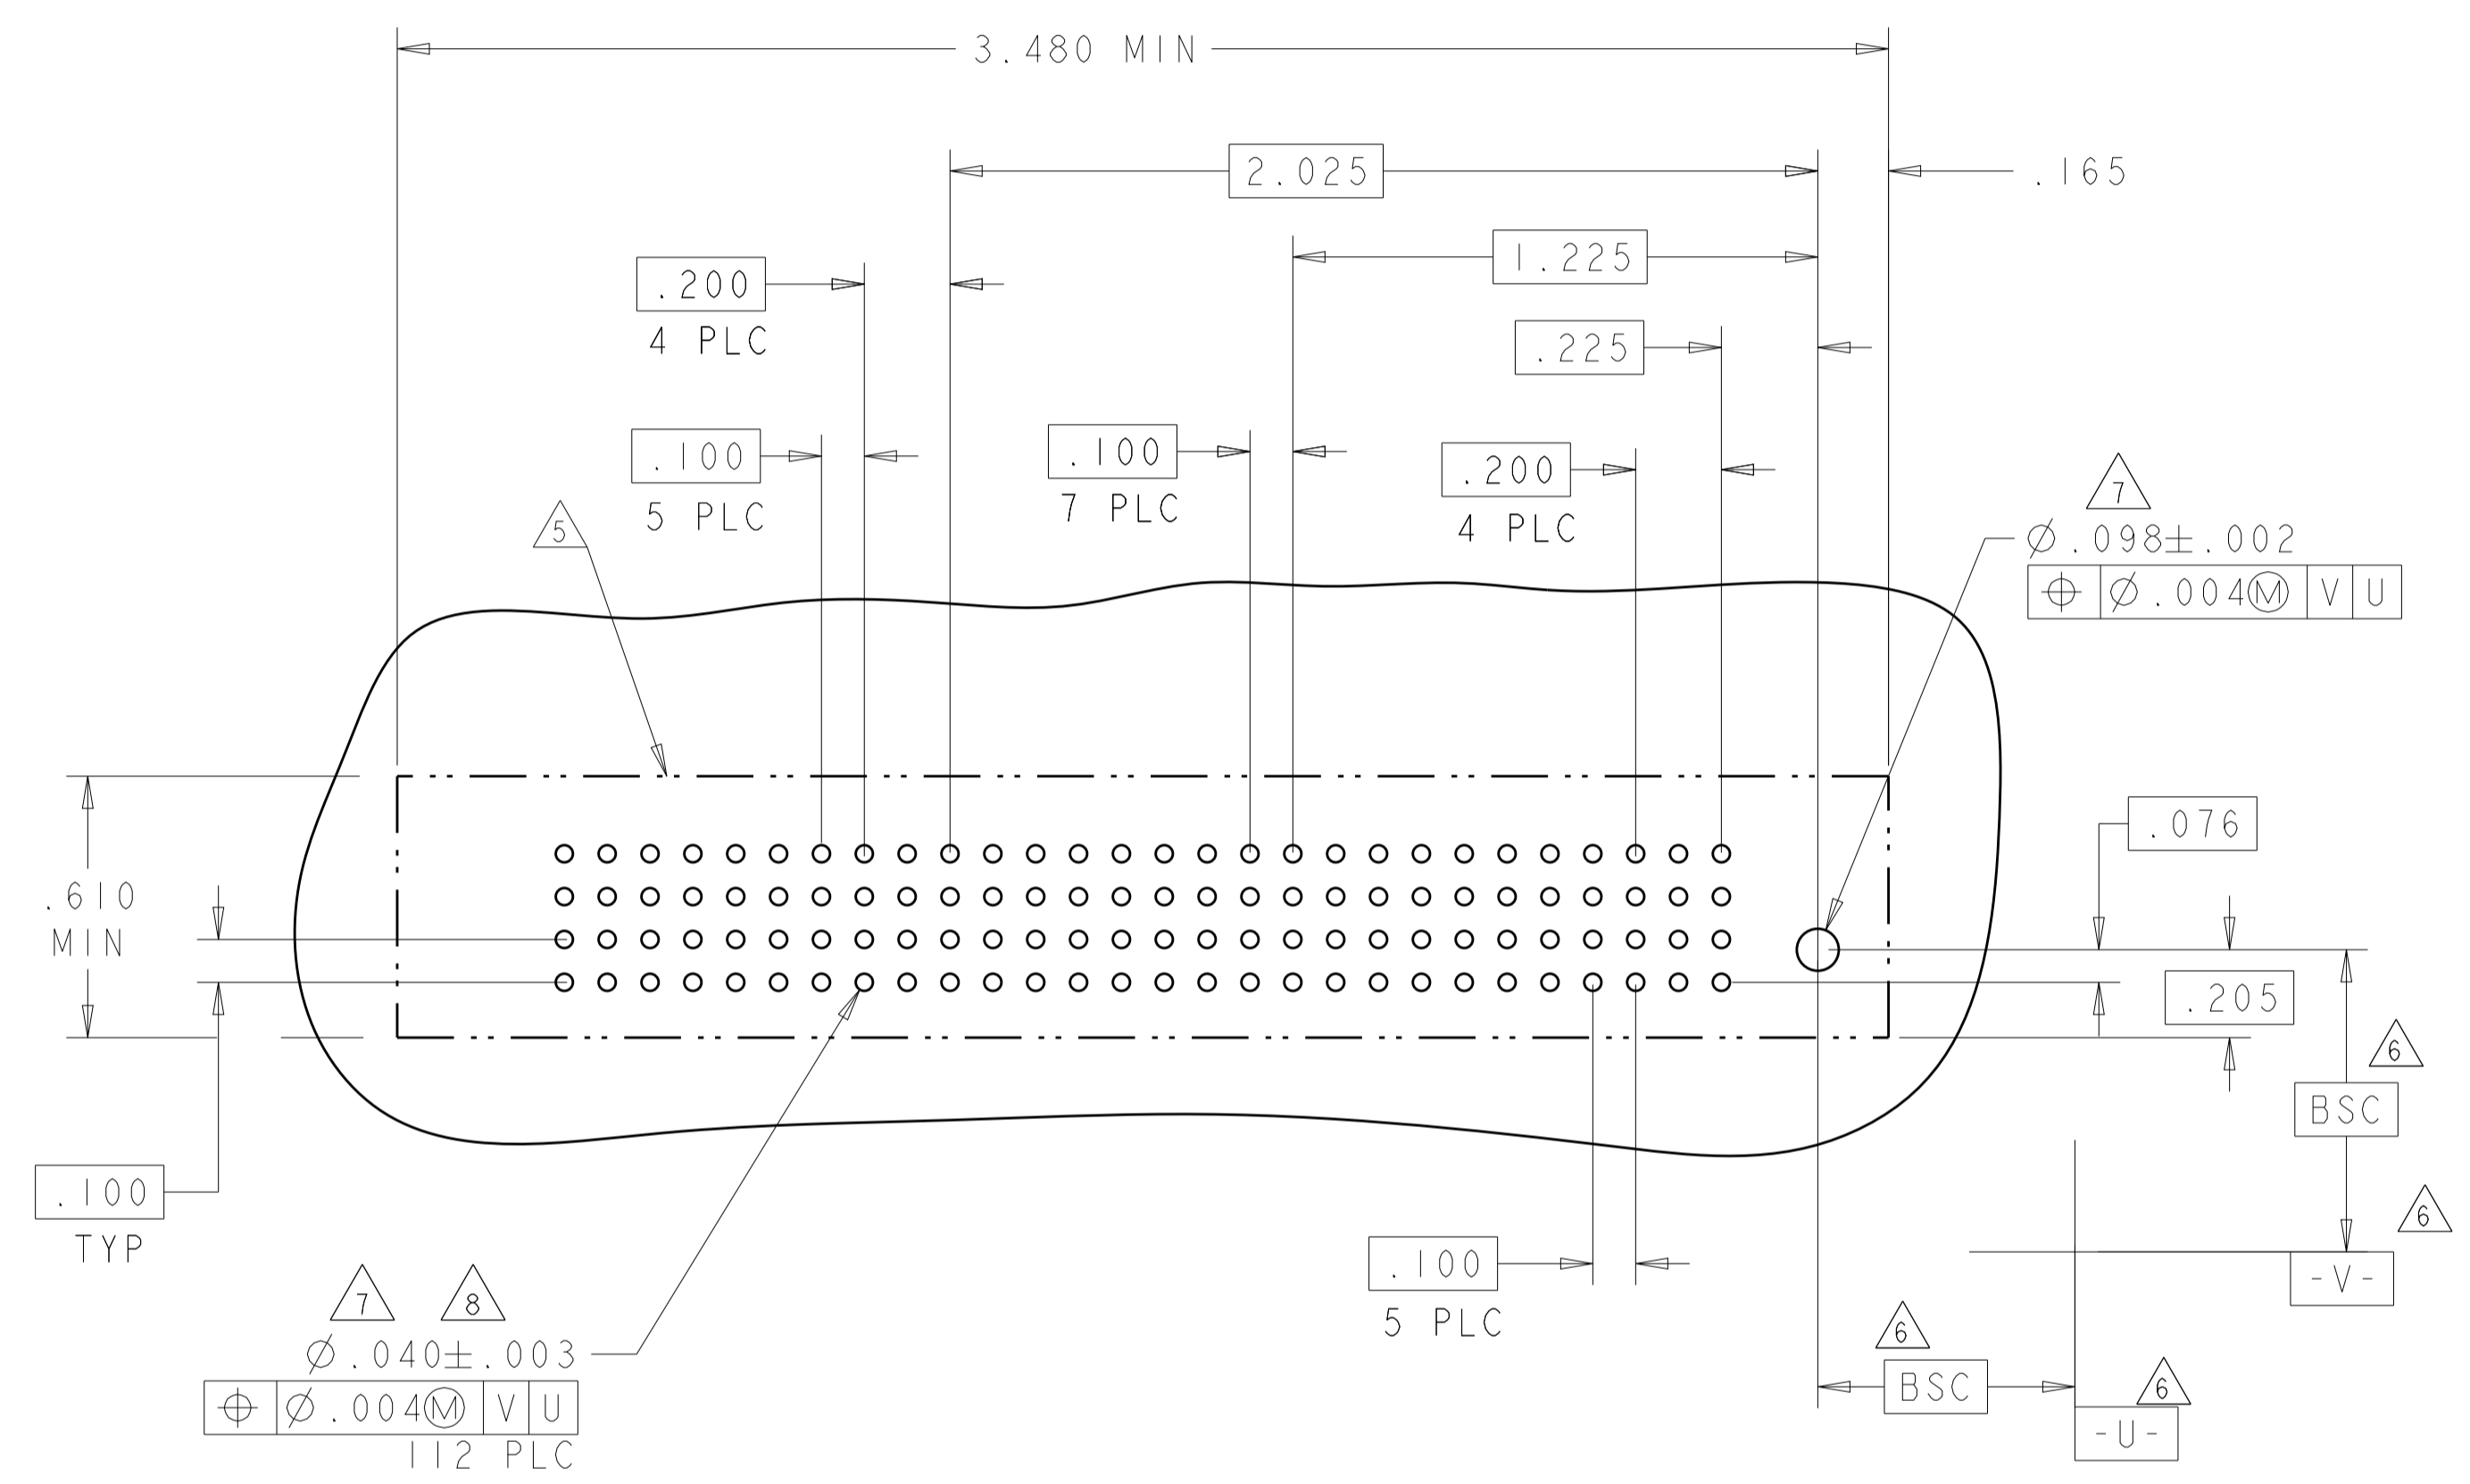 3.480 MIN
2.025
.165
1.225
.200
4 PLC
.225
.100
5 PLC
.100
7 PLC
.200
4 PLC
5
7
⌀.098±.002
⌖ ⌀.004Ⓜ V U
.076
.610
MIN
.205
6
BSC
.100
TYP
6
-V-
.100
5 PLC
7 8
⌀.040±.003
⌖ ⌀.004Ⓜ V U
112 PLC
6
BSC
6
-U-